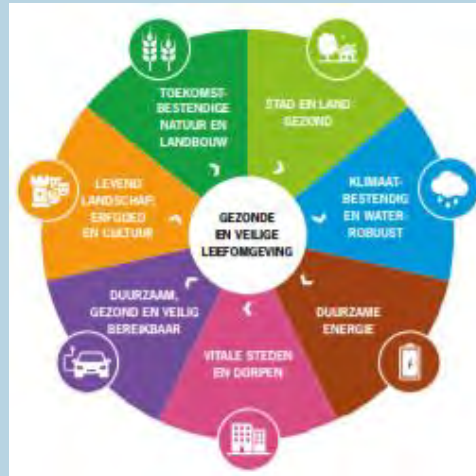 TOEKOMST-
BESTENDIGE
NATUUR EN
LANDBOUW
STAD EN LAND
GEZOND
KLIMAAT-
BESTENDIG
EN WATER-
ROBUUST
DUURZAME
ENERGIE
VITALE STEDEN
EN DORPEN
DUURZAAM,
GEZOND EN VEILIG
BEREIKBAAR
LEVEND
LANDSCHAP,
ERFGOED
EN CULTUUR
GEZONDE
EN VEILIGE
LEEFOMGEVING